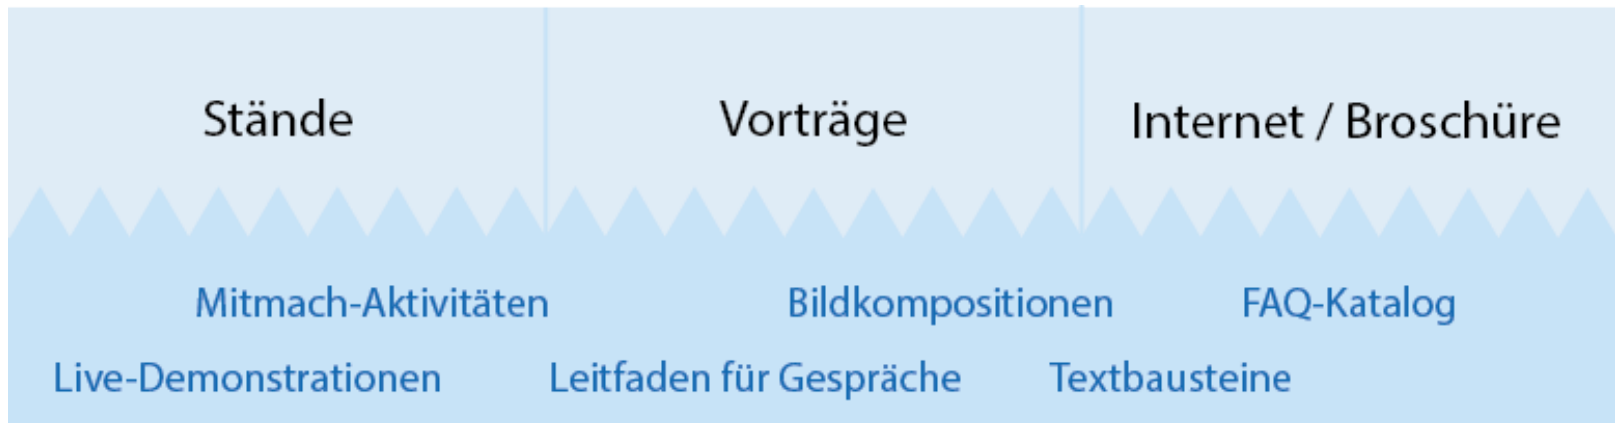 Stände Vorträge Internet / Broschüre
Mitmach-Aktivitäten Bildkompositionen FAQ-Katalog
Live-Demonstrationen Leitfaden für Gespräche Textbausteine